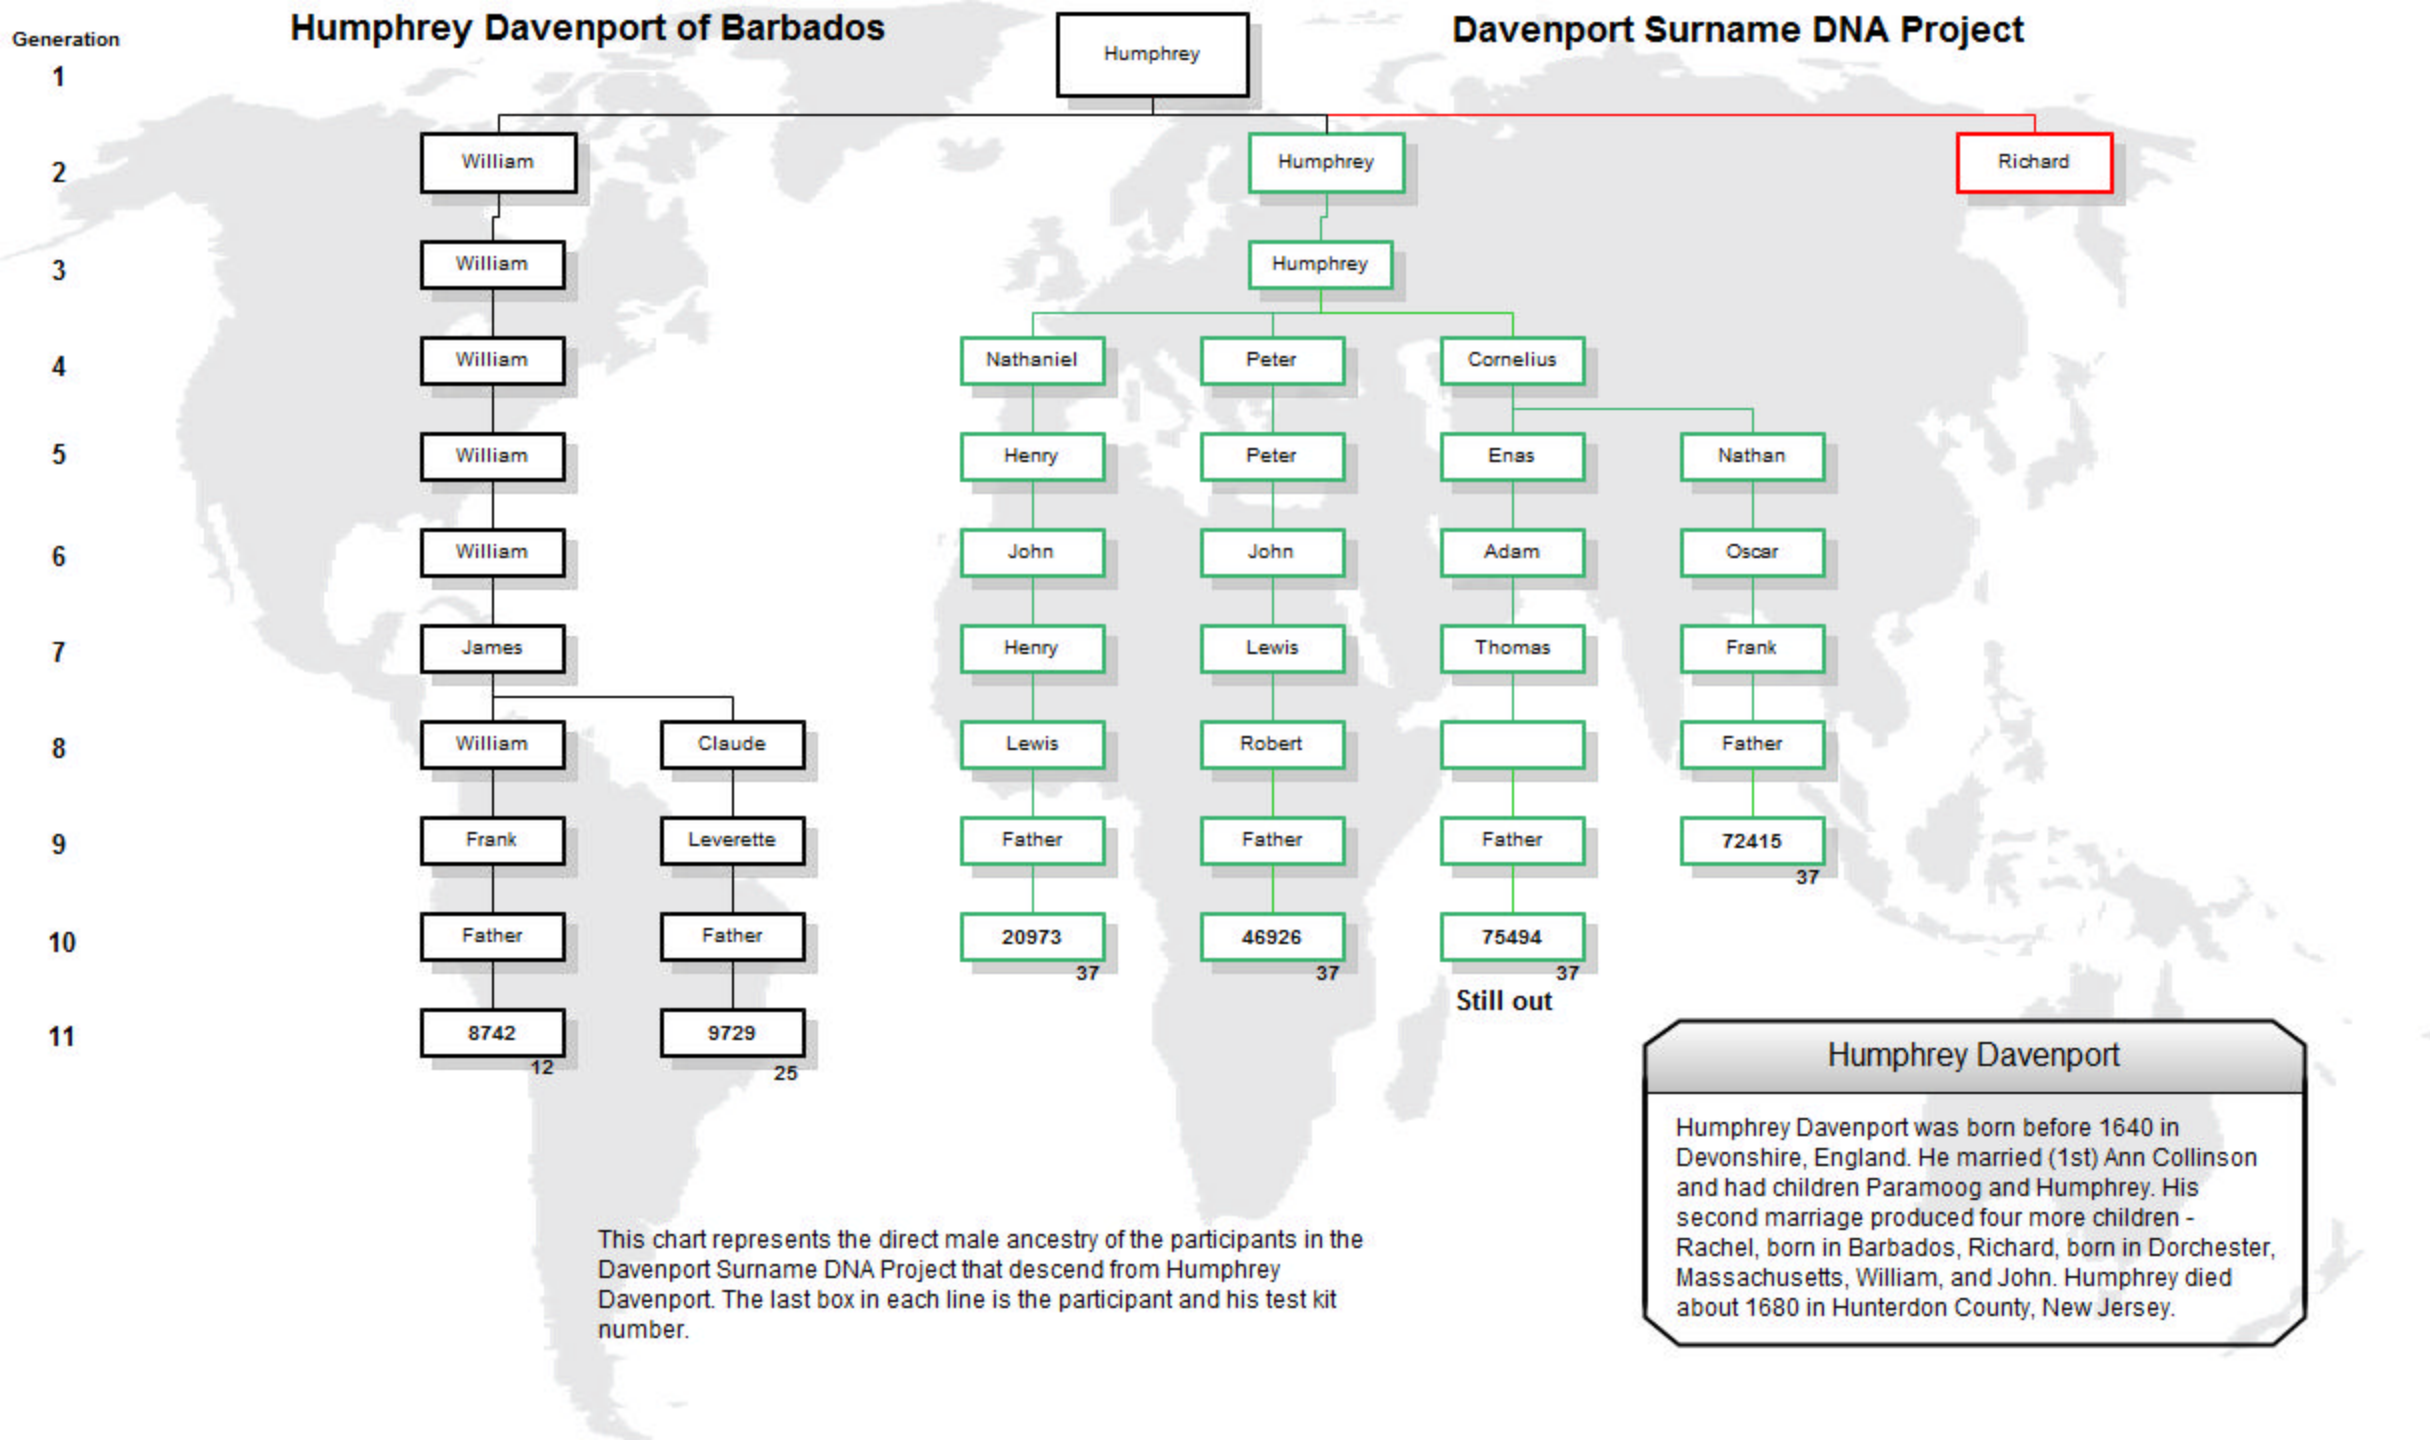 Humphrey Davenport of Barbados
Davenport Surname DNA Project
Generation
Humphrey
1
2
William
Humphrey
Richard
3
William
Humphrey
4
William
Nathaniel
Peter
Cornelius
5
William
Henry
Peter
Enas
Nathan
6
William
John
John
Adam
Oscar
7
James
Henry
Lewis
Thomas
Frank
8
William
Claude
Lewis
Robert
Father
9
Frank
Leverette
Father
Father
Father
72415
37
10
Father
Father
20973
37
46926
37
75494
37
Still out
11
8742
12
9729
25
Humphrey Davenport
Humphrey Davenport was born before 1640 in
Devonshire, England. He married (1st) Ann Collinson
and had children Paramoog and Humphrey. His
second marriage produced four more children -
Rachel, born in Barbados, Richard, born in Dorchester,
Massachusetts, William, and John. Humphrey died
about 1680 in Hunterdon County, New Jersey.
This chart represents the direct male ancestry of the participants in the
Davenport Surname DNA Project that descend from Humphrey
Davenport. The last box in each line is the participant and his test kit
number.